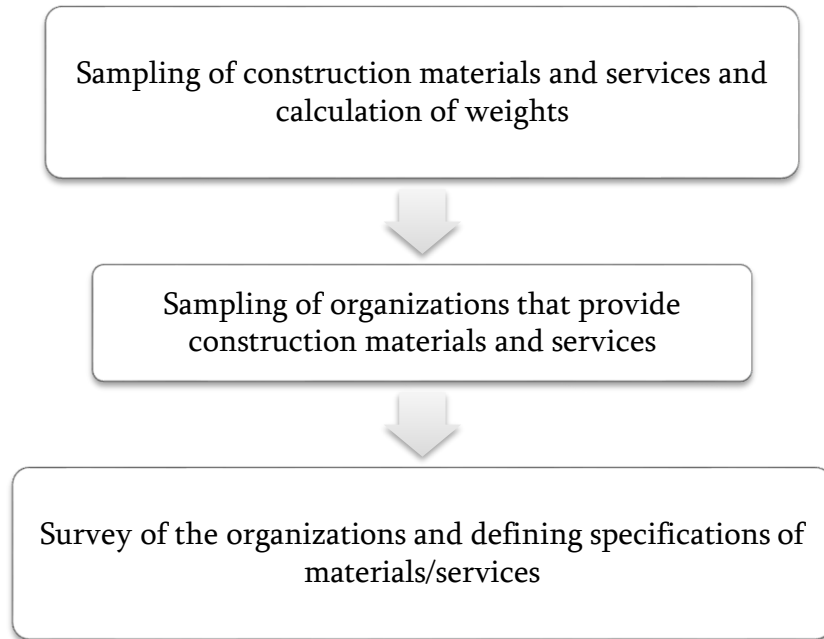 Sampling of construction materials and services and
calculation of weights
Sampling of organizations that provide
construction materials and services
Survey of the organizations and defining specifications of
materials/services